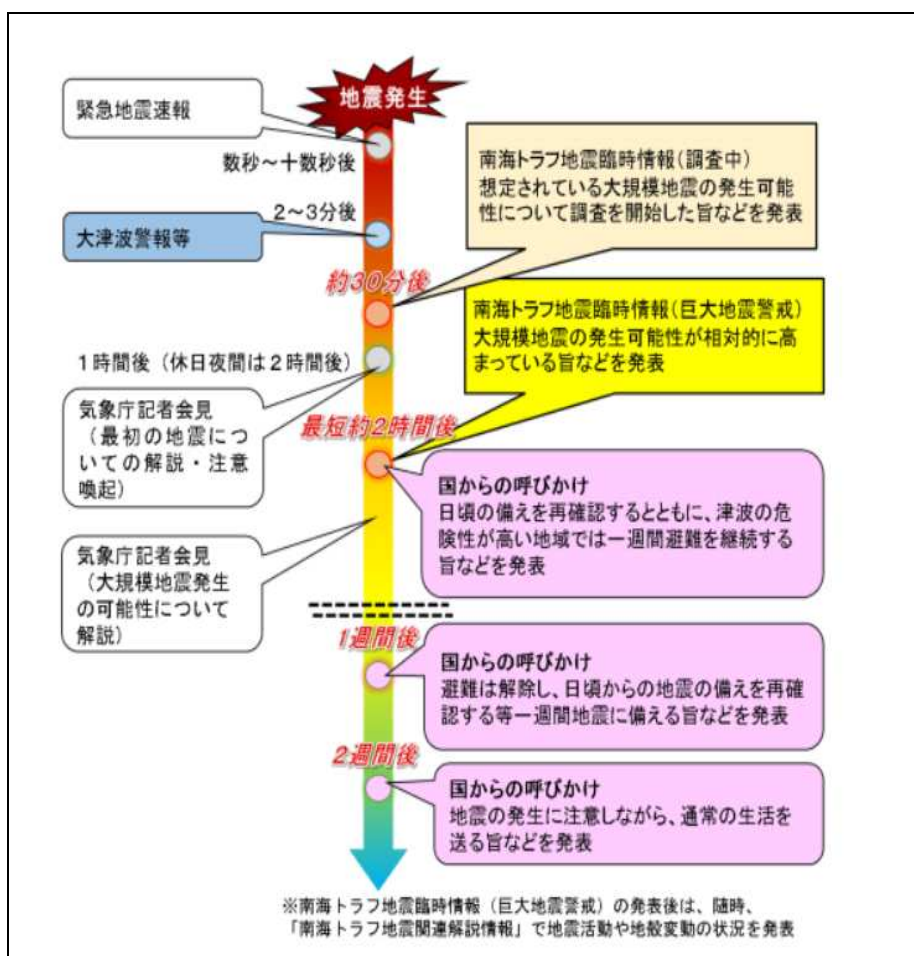 地震発生
緊急地震速報
数秒～十数秒後
南海トラフ地震臨時情報（調査中）
想定されている大規模地震の発生可能
性について調査を開始した旨などを発表
2～3分後
大津波警報等
約30分後
南海トラフ地震臨時情報（巨大地震警戒）
大規模地震の発生可能性が相対的に高
まっている旨などを発表
1時間後（休日夜間は2時間後）
気象庁記者会見
（最初の地震につ
いての解説・注意
喚起）
最短約2時間後
国からの呼びかけ
日頃の備えを再確認するとともに、津波の危
険性が高い地域では一週間避難を継続する
旨などを発表
気象庁記者会見
（大規模地震発生
の可能性について
解説）
1週間後
国からの呼びかけ
避難は解除し、日頃からの地震の備えを再確
認する等一週間地震に備える旨などを発表
2週間後
国からの呼びかけ
地震の発生に注意しながら、通常の生活を
送る旨などを発表
※南海トラフ地震臨時情報（巨大地震警戒）の発表後は、随時、
「南海トラフ地震関連解説情報」で地震活動や地殻変動の状況を発表